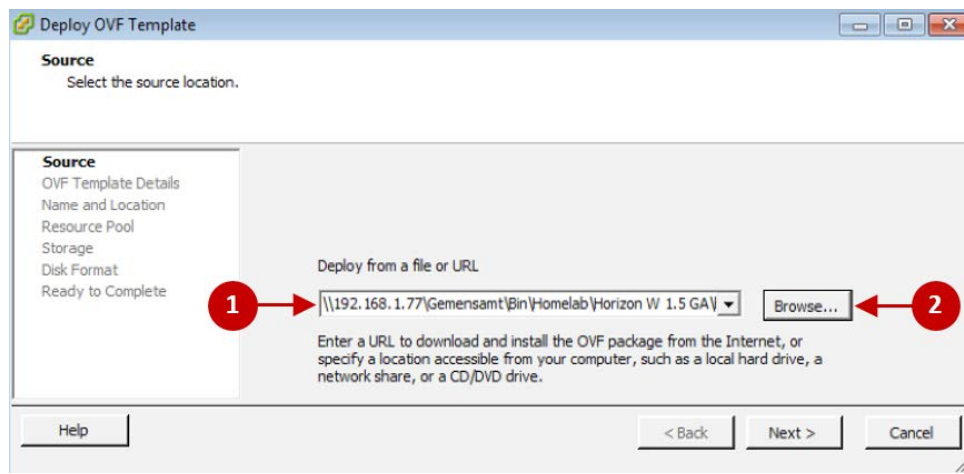 Deploy OVF Template
Source
Select the source location.
Source
OVF Template Details
Name and Location
Resource Pool
Storage
Disk Format
Ready to Complete
Deploy from a file or URL
1
\\192.168.1.77\Gemensamt\Bin\Homelab\Horizon W 1.5 GA\
Browse...
2
Enter a URL to download and install the OVF package from the Internet, or
specify a location accessible from your computer, such as a local hard drive, a
network share, or a CD/DVD drive.
Help
< Back
Next >
Cancel